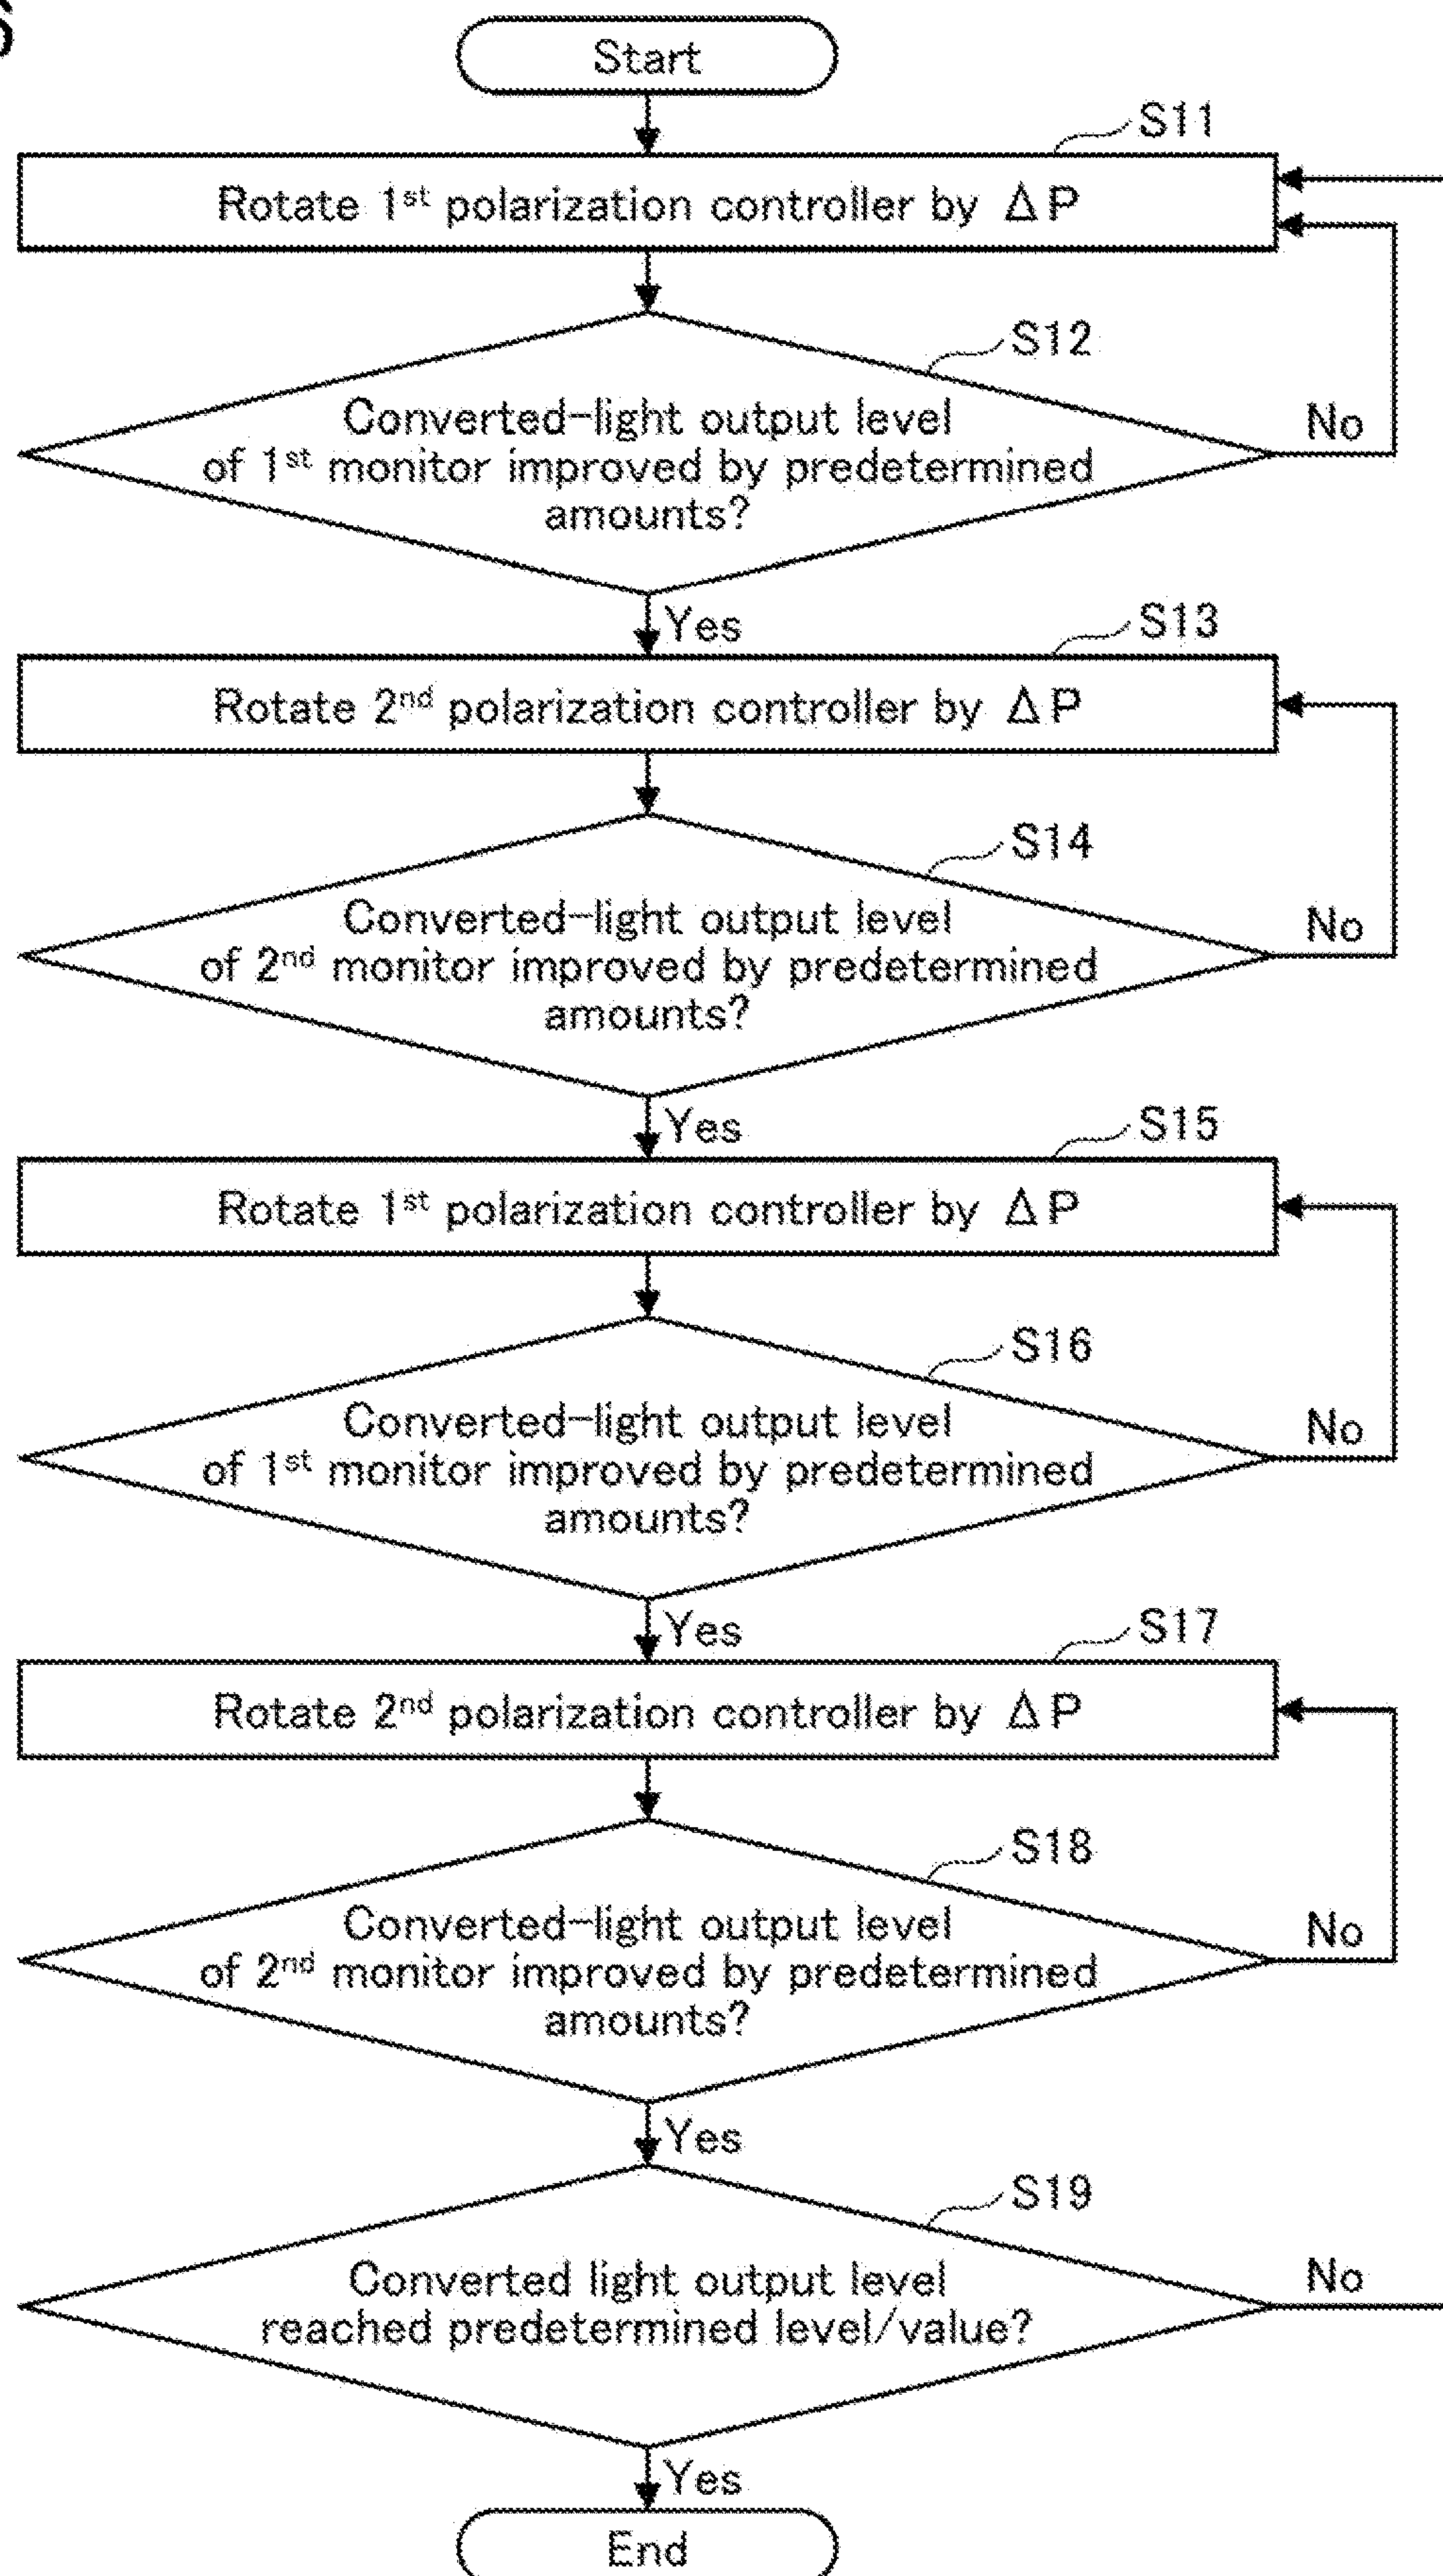 Start
S11
Rotate 1st polarization controller by ΔP
S12
Converted-light output level
of 1st monitor improved by predetermined
amounts?
No
Yes
S13
Rotate 2nd polarization controller by ΔP
S14
Converted-light output level
of 2nd monitor improved by predetermined
amounts?
No
Yes
S15
Rotate 1st polarization controller by ΔP
S16
Converted-light output level
of 1st monitor improved by predetermined
amounts?
No
Yes
S17
Rotate 2nd polarization controller by ΔP
S18
Converted-light output level
of 2nd monitor improved by predetermined
amounts?
No
Yes
S19
Converted light output level
reached predetermined level/value?
No
Yes
End